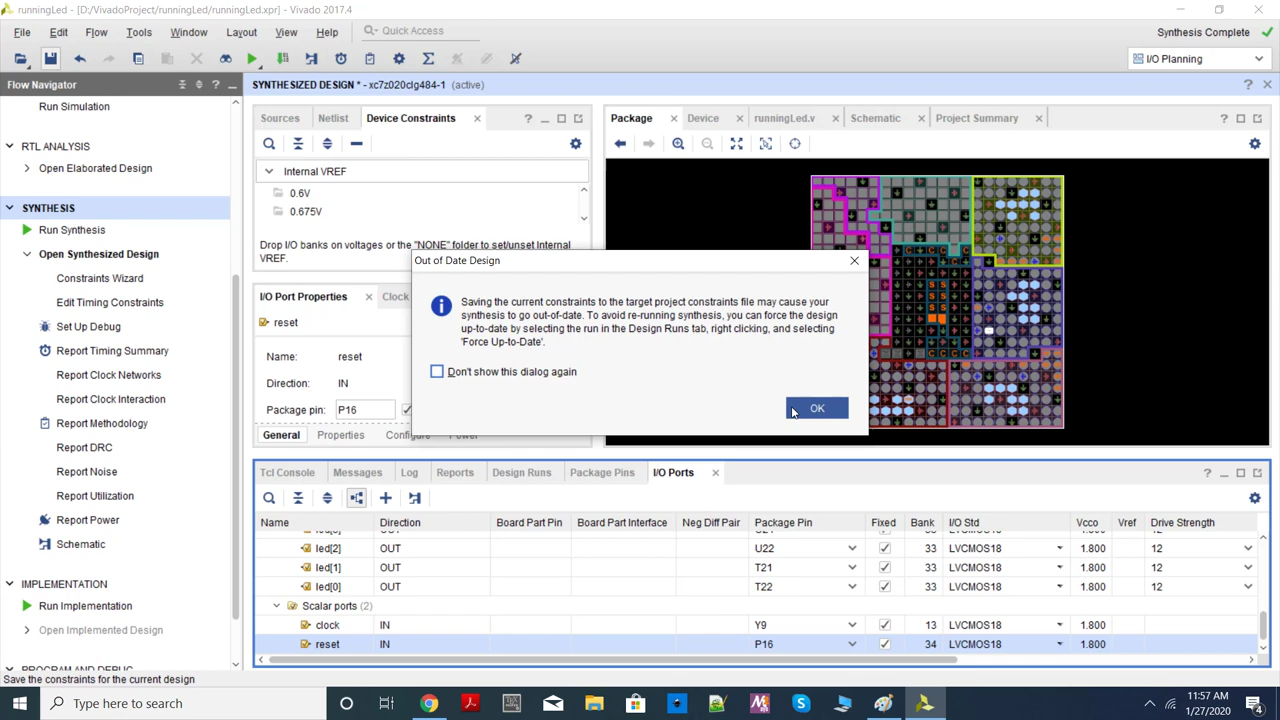 runningLed - [D:/VivadoProject/runningLed/runningLed.xpr] - Vivado 2017.4
File Edit Flow Tools Window Layout View Help
Quick Access
Synthesis Complete
I/O Planning
Flow Navigator
SYNTHESIZED DESIGN * - xc7z020clg484-1 (active)
Run Simulation
RTL ANALYSIS
Open Elaborated Design
SYNTHESIS
Run Synthesis
Open Synthesized Design
Constraints Wizard
Edit Timing Constraints
Set Up Debug
Report Timing Summary
Report Clock Networks
Report Clock Interaction
Report Methodology
Report DRC
Report Noise
Report Utilization
Report Power
Schematic
IMPLEMENTATION
Run Implementation
Open Implemented Design
PROGRAM AND DEBUG
Sources Netlist Device Constraints
Internal VREF
0.6V
0.675V
Drop I/O banks on voltages or the "NONE" folder to set/unset Internal
VREF.
I/O Port Properties Clock
reset
Name: reset
Direction: IN
Package pin: P16
General Properties Configure Power
Package Device runningLed.v Schematic Project Summary
Out of Date Design
Saving the current constraints to the target project constraints file may cause your
synthesis to go out-of-date. To avoid re-running synthesis, you can force the design
up-to-date by selecting the run in the Design Runs tab, right clicking, and selecting
'Force Up-to-Date'.
Don't show this dialog again
OK
Tcl Console Messages Log Reports Design Runs Package Pins I/O Ports
Name Direction Board Part Pin Board Part Interface Neg Diff Pair Package Pin Fixed Bank I/O Std Vcco Vref Drive Strength
led[2] OUT U22 33 LVCMOS18 1.800 12
led[1] OUT T21 33 LVCMOS18 1.800 12
led[0] OUT T22 33 LVCMOS18 1.800 12
Scalar ports (2)
clock IN Y9 13 LVCMOS18 1.800
reset IN P16 34 LVCMOS18 1.800
Save the constraints for the current design
Type here to search
11:57 AM
1/27/2020
4